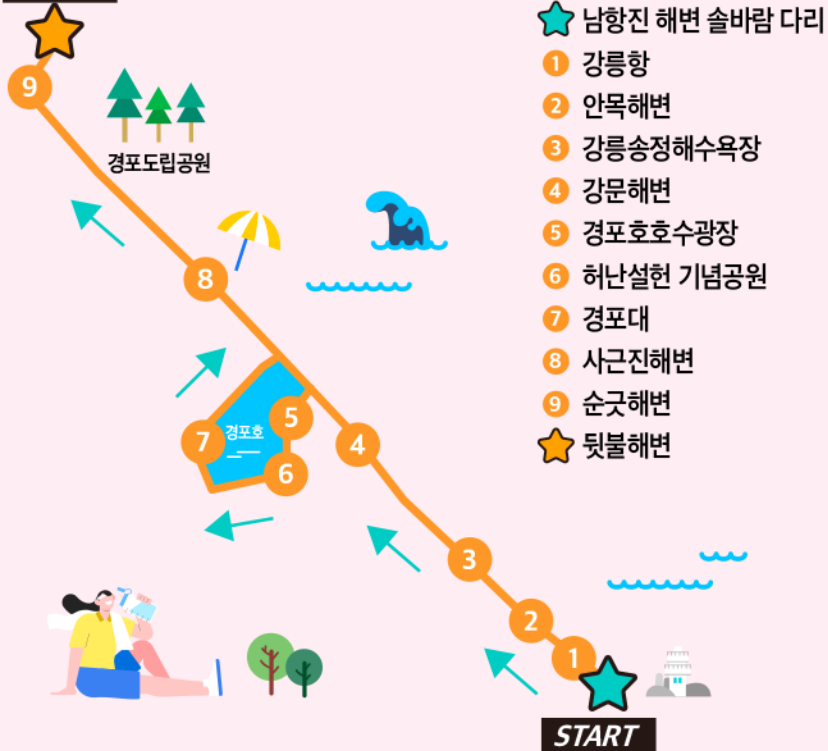 남항진 해변 솔바람 다리
1 강릉항
2 안목해변
3 강릉송정해수욕장
4 강문해변
5 경포호호수광장
6 허난설헌 기념공원
7 경포대
8 사근진해변
9 순긋해변
뒷불해변
9
경포도립공원
8
5
7
경포호
4
6
3
2
1
START